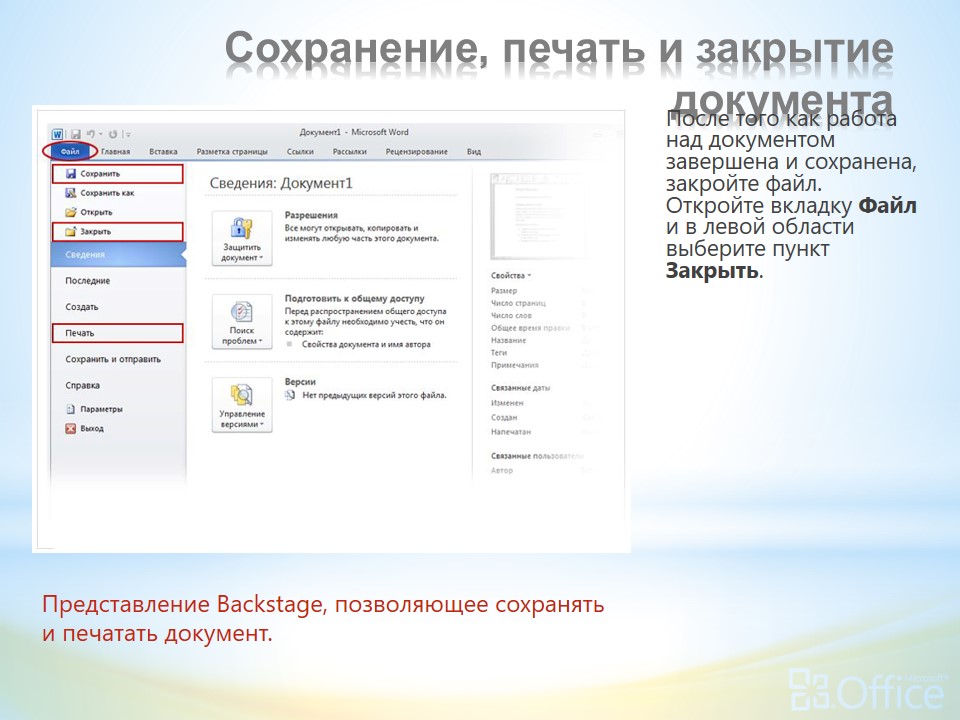 Сохранение, печать и закрытие
документа
Документ1 - Microsoft Word
Файл Главная Вставка Разметка страницы Ссылки Рассылки Рецензирование Вид
Сохранить
Сохранить как
Открыть
Закрыть
Сведения
Последние
Создать
Печать
Сохранить и отправить
Справка
Параметры
Выход
Сведения: Документ1
Защитить
документ
Разрешения
Все могут открывать, копировать и
изменять любую часть этого документа.
Поиск
проблем
Подготовить к общему доступу
Перед распространением общего доступа
к этому файлу необходимо учесть, что он
содержит:
Свойства документа и имя автора
Управление
версиями
Версии
Нет предыдущих версий этого файла.
Свойства
Размер
Число страниц
Число слов
Общее время правки
Название
Теги
Примечания
Связанные даты
Изменен
Создан
Напечатан
Связанные пользователи
Автор
После того как работа
над документом
завершена и сохранена,
закройте файл.
Откройте вкладку Файл
и в левой области
выберите пункт
Закрыть.
Представление Backstage, позволяющее сохранять
и печатать документ.
Microsoft
Office